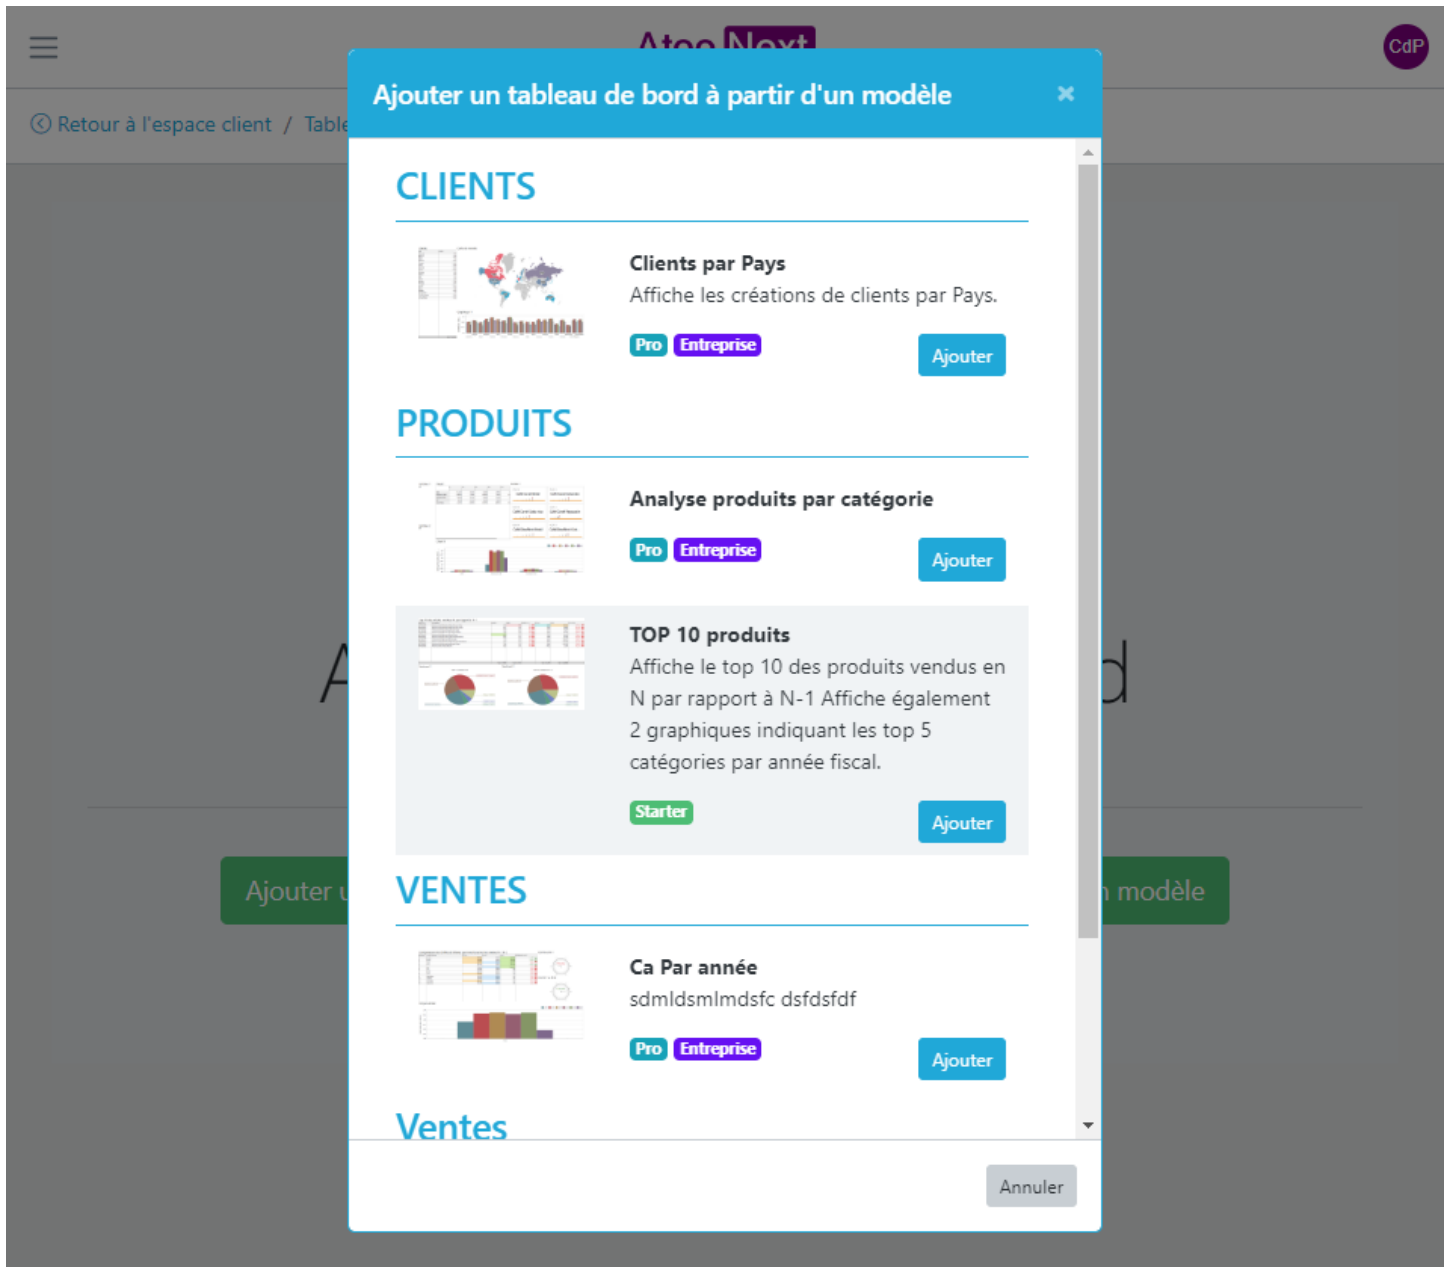 Atoo Next
CdP
Ajouter un tableau de bord à partir d'un modèle
×
Retour à l'espace client / Table
CLIENTS
Clients par Pays
Affiche les créations de clients par Pays.
Pro Entreprise
Ajouter
PRODUITS
Analyse produits par catégorie
Pro Entreprise
Ajouter
TOP 10 produits
Affiche le top 10 des produits vendus en
N par rapport à N-1 Affiche également
2 graphiques indiquant les top 5
catégories par année fiscal.
Starter
Ajouter
A
d
VENTES
Ajouter u
n modèle
Ca Par année
sdmldsmlmdsfc dsfdsfdf
Pro Entreprise
Ajouter
Ventes
Annuler